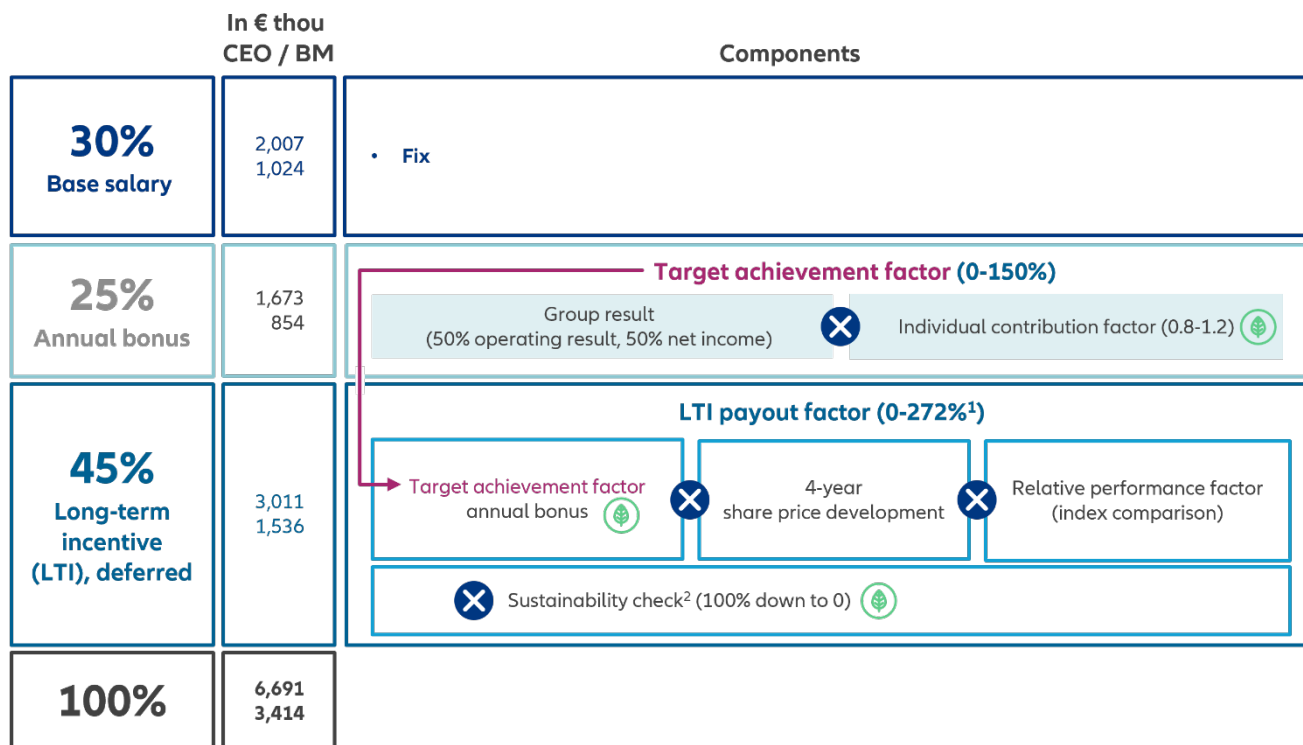 In € thou
CEO / BM
Components
30%
Base salary
2,007
1,024
• Fix
25%
Annual bonus
1,673
854
Target achievement factor (0-150%)
Group result
(50% operating result, 50% net income)
Individual contribution factor (0.8-1.2)
45%
Long-term
incentive
(LTI), deferred
3,011
1,536
LTI payout factor (0-272%¹)
Target achievement factor
annual bonus
4-year
share price development
Relative performance factor
(index comparison)
Sustainability check² (100% down to 0)
100%
6,691
3,414